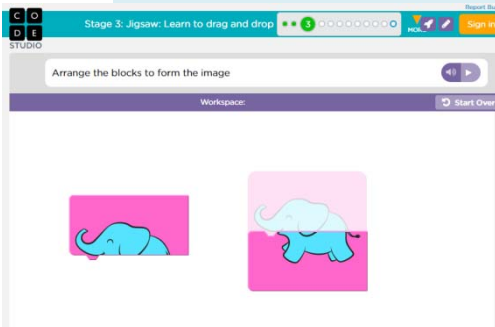 Report Bu
C O
D E
STUDIO
Stage 3: Jigsaw: Learn to drag and drop
3
MORE
Sign in
Arrange the blocks to form the image
Workspace:
Start Over